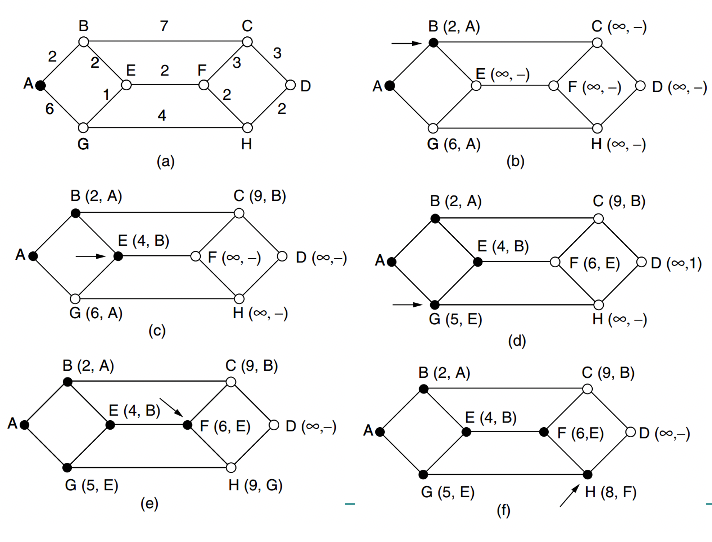 B 7 C
2 2 3 3
A E 2 F D
6 1 2 2
4
G H
(a)
B (2, A) C (∞, –)
A E (∞, –) F (∞, –) D (∞, –)
G (6, A) H (∞, –)
(b)
B (2, A) C (9, B)
E (4, B)
A F (∞, –) D (∞,–)
G (6, A) H (∞, –)
(c)
B (2, A) C (9, B)
E (4, B)
A F (6, E) D (∞,1)
G (5, E) H (∞, –)
(d)
B (2, A) C (9, B)
E (4, B)
A F (6, E) D (∞,–)
G (5, E) H (9, G)
(e)
B (2, A) C (9, B)
E (4, B)
A F (6,E) D (∞,–)
G (5, E) H (8, F)
(f)